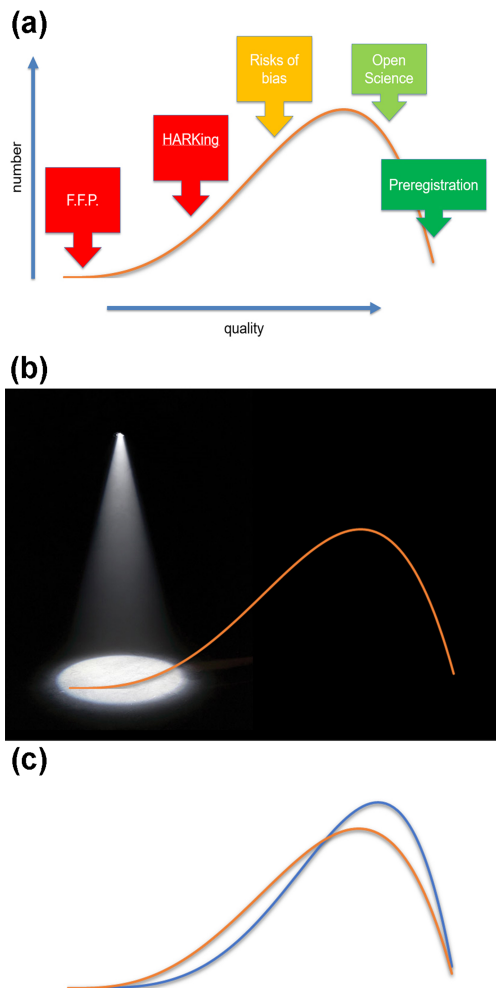 (a)
Risks of
bias
Open
Science
HARKing
number
F.F.P.
Preregistration
quality
(b)
(c)